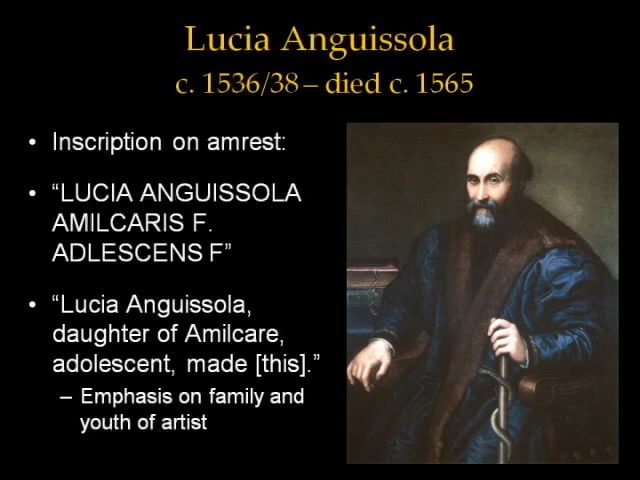 Lucia Anguissola
c. 1536/38 – died c. 1565
• Inscription on amrest:
• “LUCIA ANGUISSOLA
AMILCARIS F.
ADLESCENS F”
• “Lucia Anguissola,
daughter of Amilcare,
adolescent, made [this].”
– Emphasis on family and
youth of artist